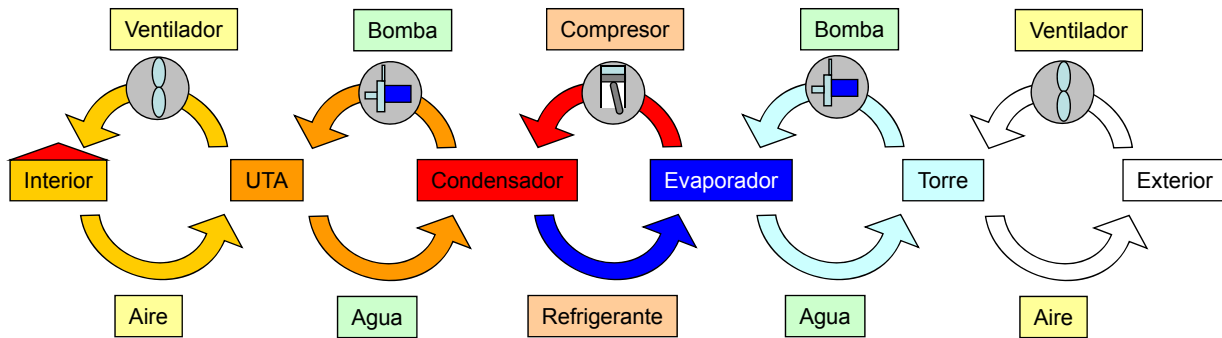 Ventilador
Bomba
Compresor
Bomba
Ventilador
Interior
UTA
Condensador
Evaporador
Torre
Exterior
Aire
Agua
Refrigerante
Agua
Aire